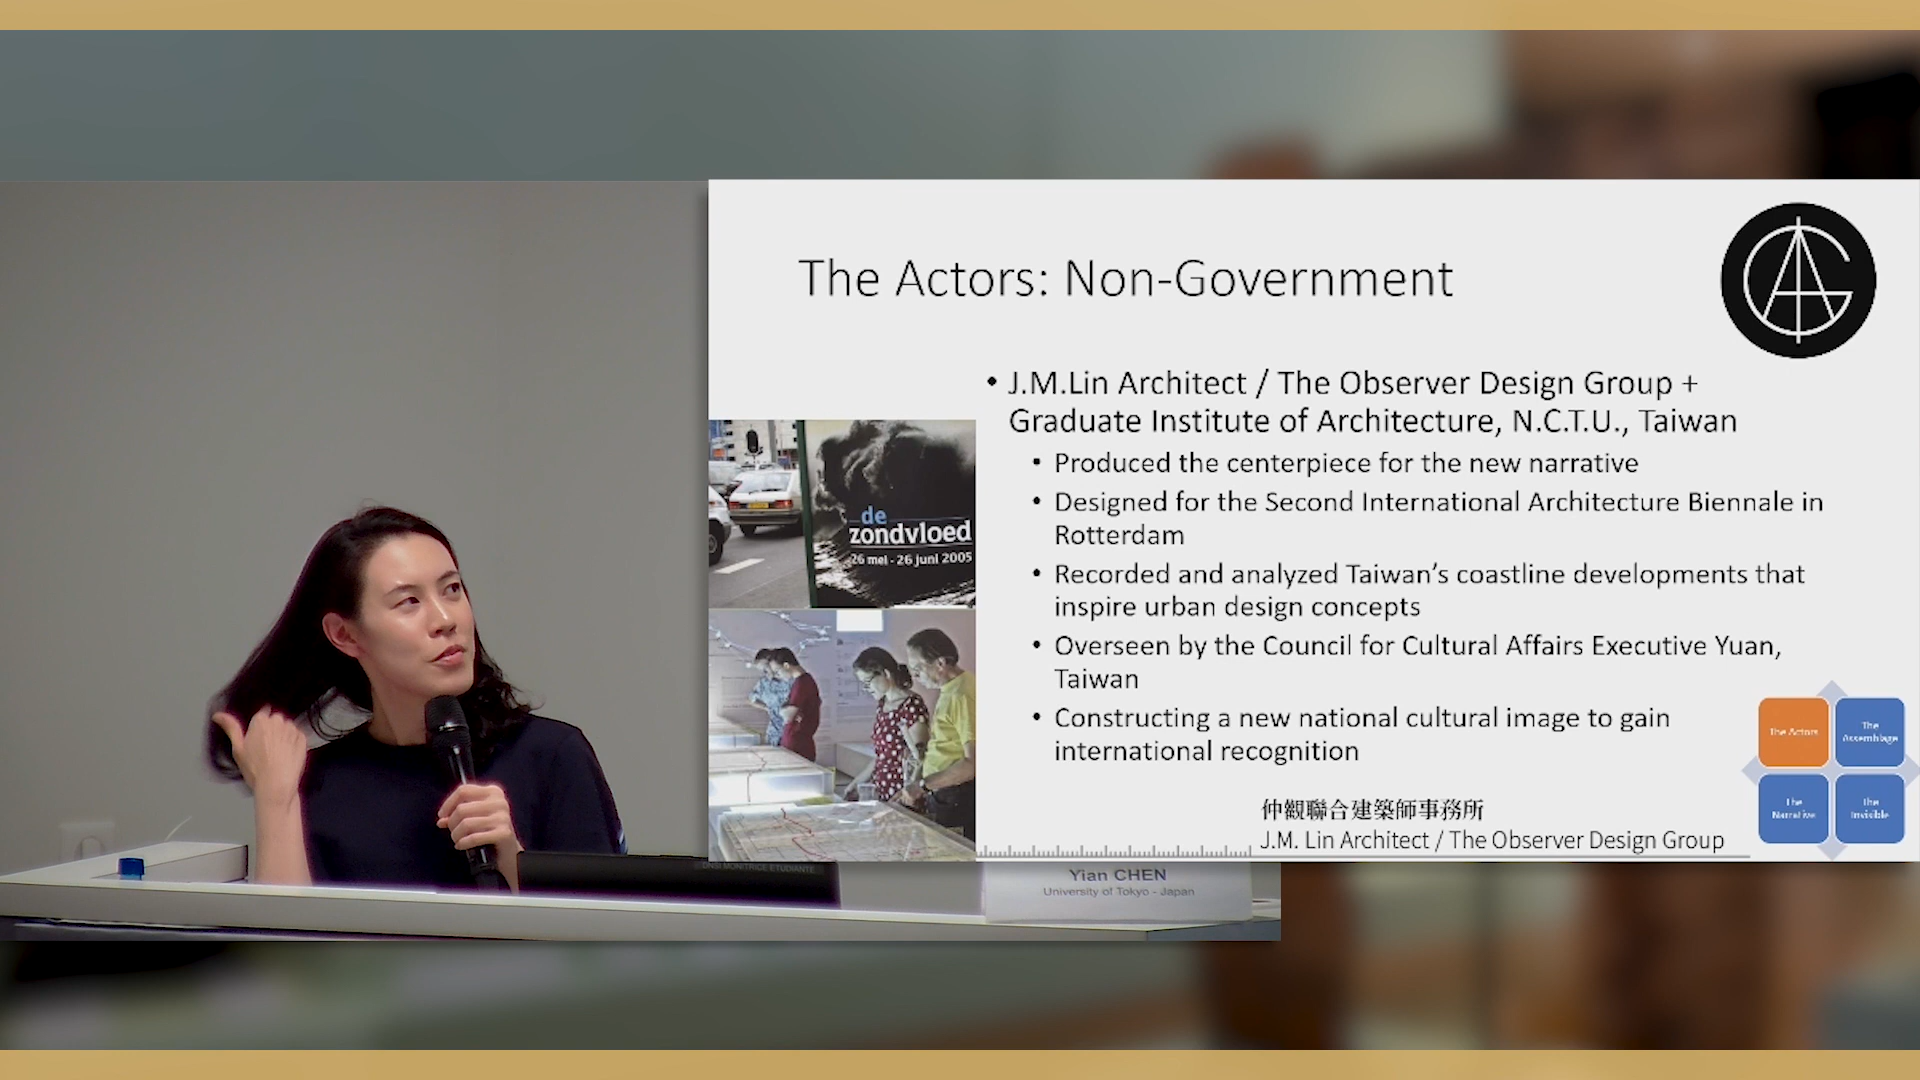 The Actors: Non-Government
• J.M.Lin Architect / The Observer Design Group +
Graduate Institute of Architecture, N.C.T.U., Taiwan
• Produced the centerpiece for the new narrative
• Designed for the Second International Architecture Biennale in
Rotterdam
• Recorded and analyzed Taiwan’s coastline developments that
inspire urban design concepts
• Overseen by the Council for Cultural Affairs Executive Yuan,
Taiwan
• Constructing a new national cultural image to gain
international recognition
de
zondvloed
26 mei - 26 juni 2005
The Actors
The
Assemblage
The
Narrative
The
Invisible
仲觀聯合建築師事務所
J.M. Lin Architect / The Observer Design Group
MONITRICE ETUDIANTE
Yian CHEN
University of Tokyo - Japan